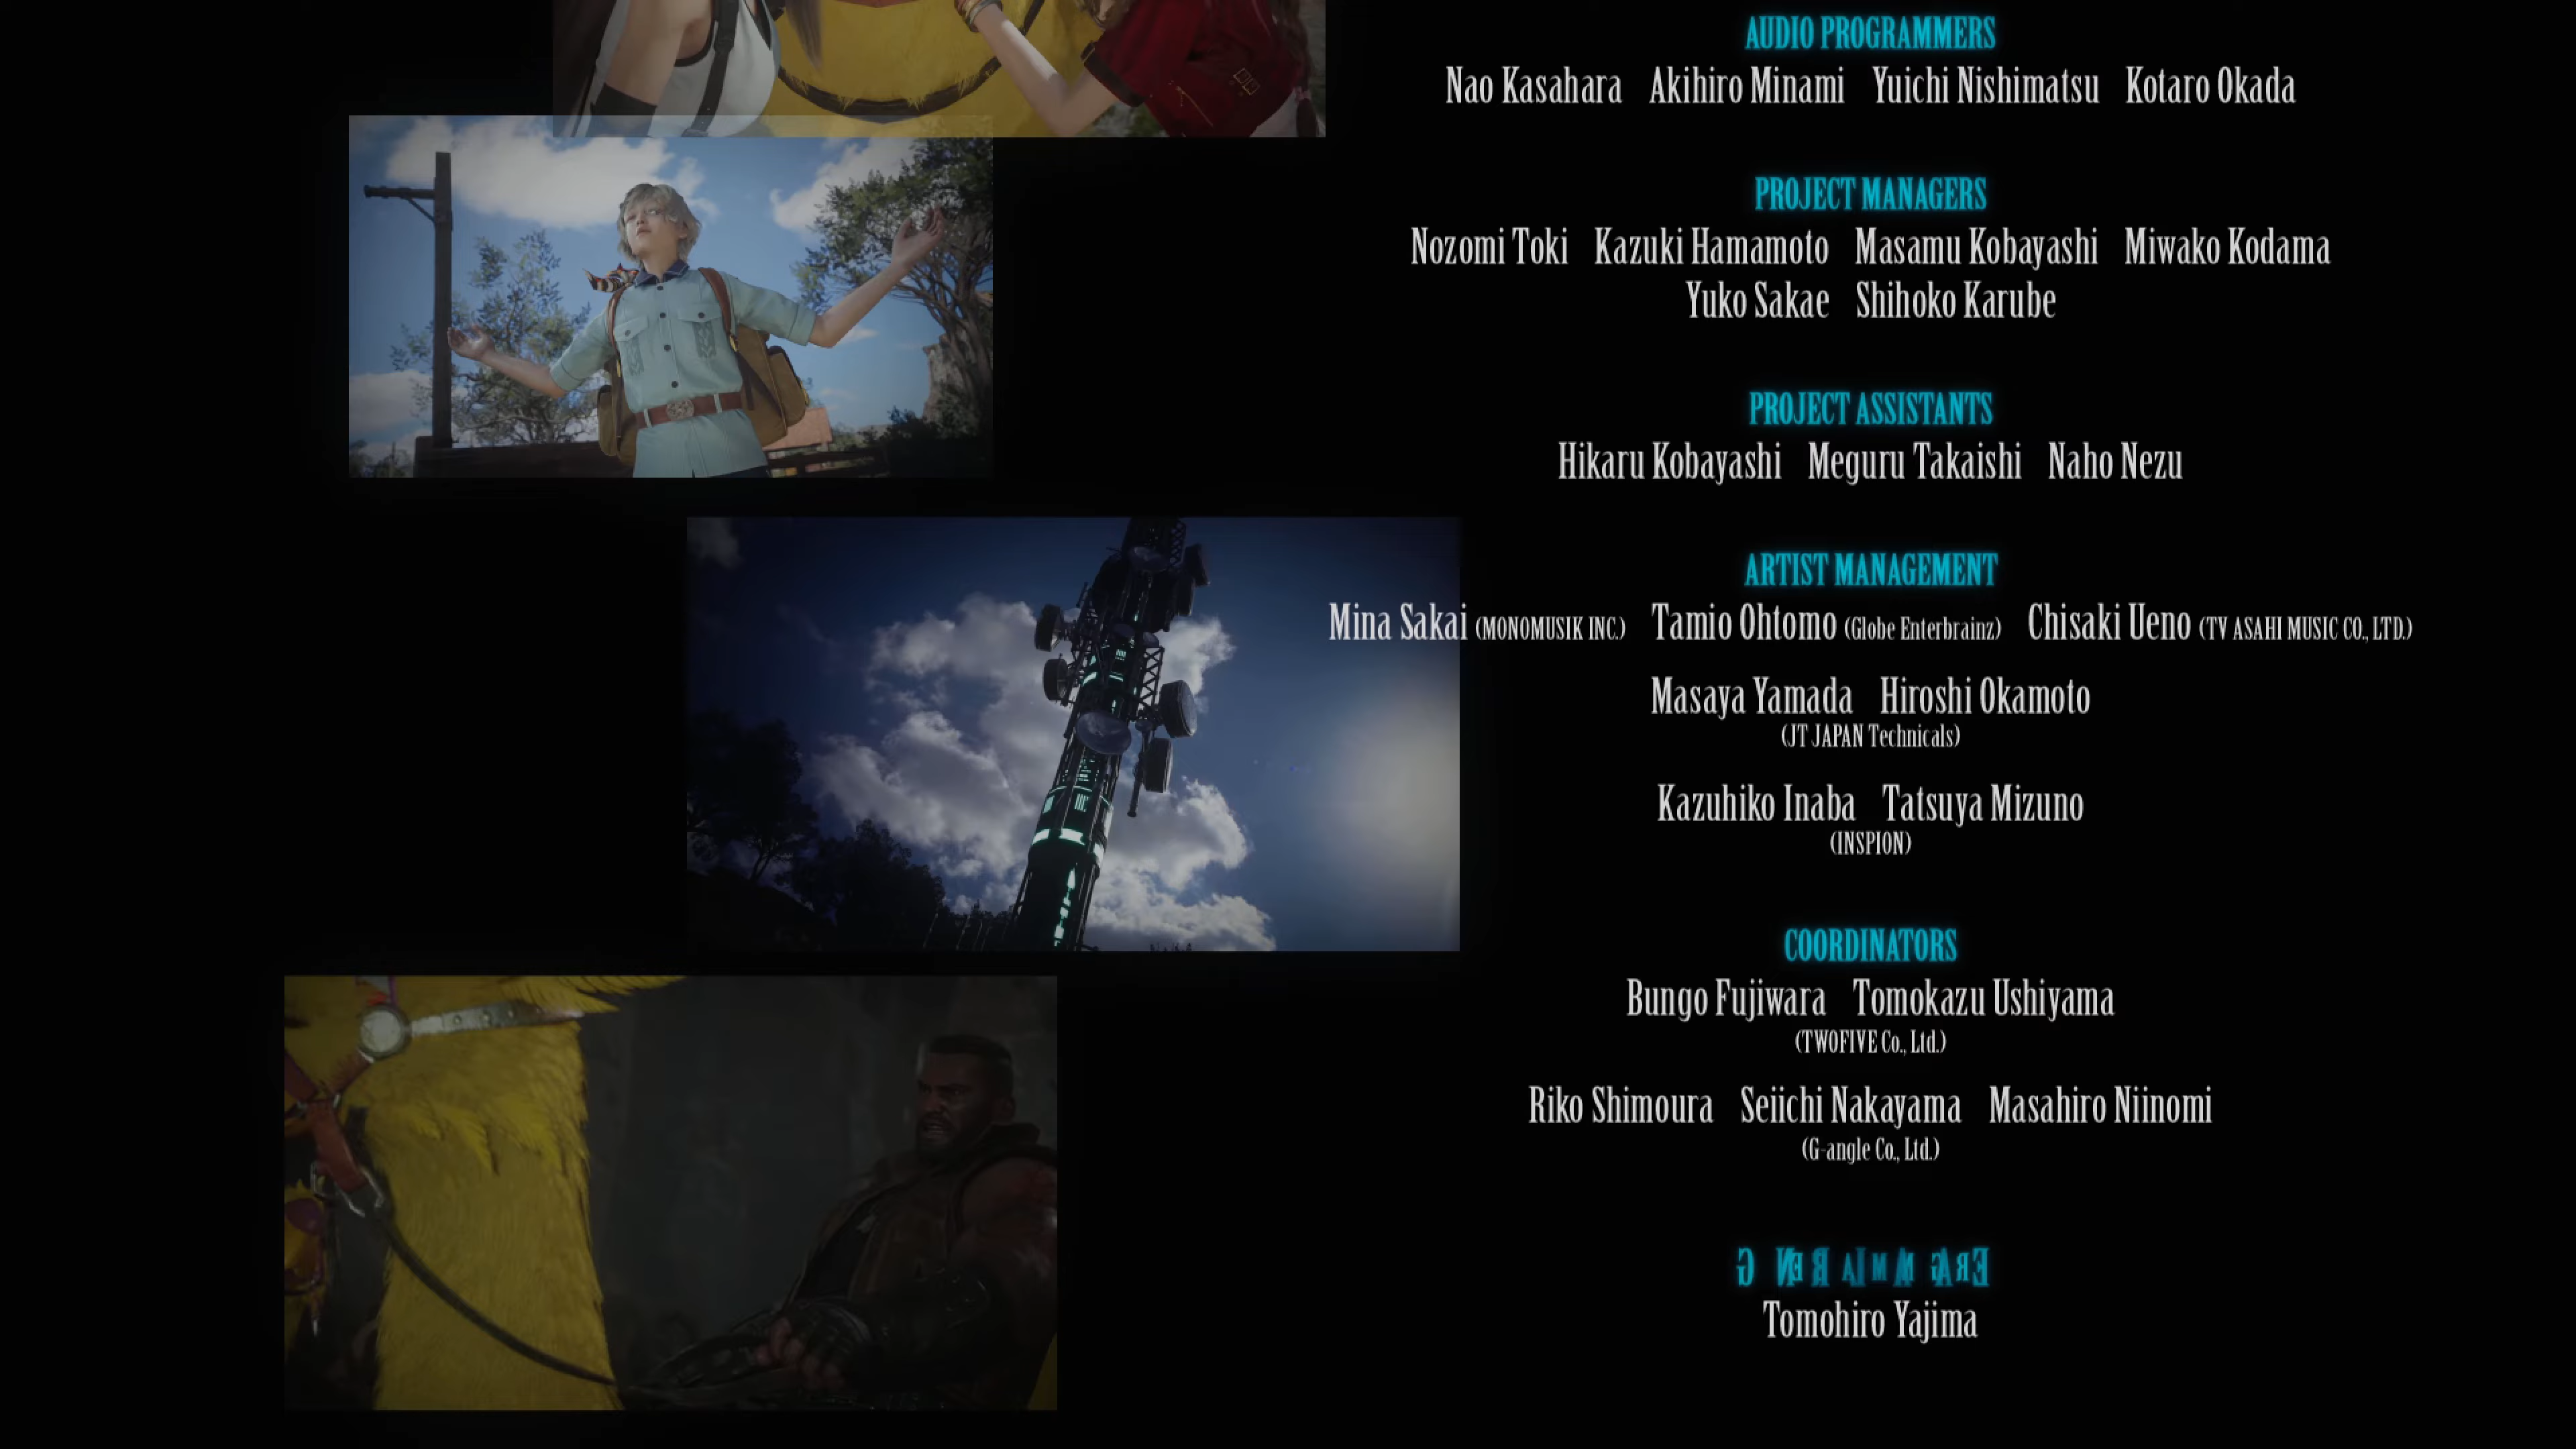 AUDIO PROGRAMMERS
Nao Kasahara Akihiro Minami Yuichi Nishimatsu Kotaro Okada
PROJECT MANAGERS
Nozomi Toki Kazuki Hamamoto Masamu Kobayashi Miwako Kodama
Yuko Sakae Shihoko Karube
PROJECT ASSISTANTS
Hikaru Kobayashi Meguru Takaishi Naho Nezu
ARTIST MANAGEMENT
Mina Sakai (MONOMUSIK INC.) Tamio Ohtomo (Globe Enterbrainz) Chisaki Ueno (TV ASAHI MUSIC CO., LTD.)
Masaya Yamada Hiroshi Okamoto
(JT JAPAN Technicals)
Kazuhiko Inaba Tatsuya Mizuno
(INSPION)
COORDINATORS
Bungo Fujiwara Tomokazu Ushiyama
(TWOFIVE Co., Ltd.)
Riko Shimoura Seiichi Nakayama Masahiro Niinomi
(G-angle Co., Ltd.)
Tomohiro Yajima